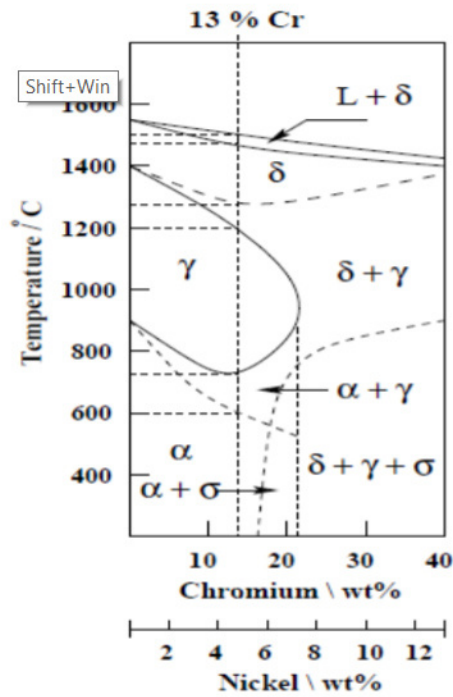 13 % Cr
Shift+Win
1600
L + δ
1400
δ
1200
γ
δ + γ
1000
Temperature / °C
800
α + γ
600
α
δ + γ + σ
400
α + σ
10 20 30 40
Chromium \ wt%
2 4 6 8 10 12
Nickel \ wt%